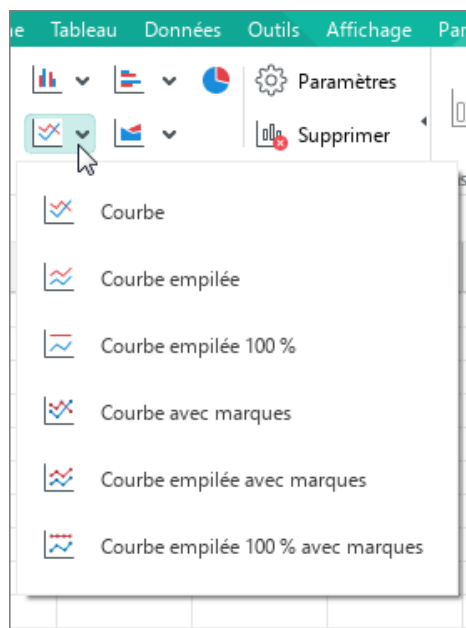 Tableau Données Outils Affichage
Paramètres
Supprimer
Courbe
Courbe empilée
Courbe empilée 100 %
Courbe avec marques
Courbe empilée avec marques
Courbe empilée 100 % avec marques